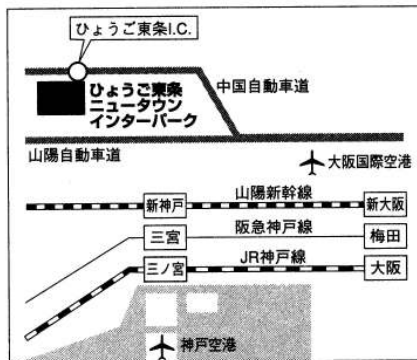 ひょうご東条I.C.
中国自動車道
ひょうご東条
ニュータウン
インターパーク
山陽自動車道
大阪国際空港
山陽新幹線
新神戸
新大阪
阪急神戸線
三宮
梅田
JR神戸線
三ノ宮
大阪
神戸空港